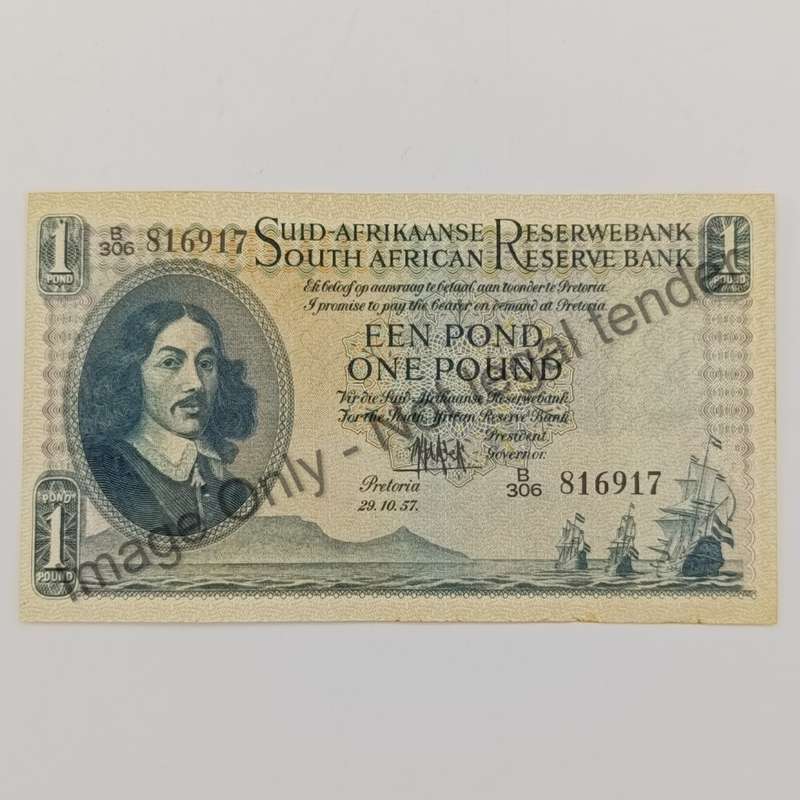 1
POND
B/306 816917
SUID-AFRIKAANSE RESERWEBANK
SOUTH AFRICAN RESERVE BANK
1
Ek beloof op aanvraag te betaal aan toonder te Pretoria
I promise to pay the bearer on demand at Pretoria
EEN POND
ONE POUND
Vir die Suid-Afrikaanse Reserwebank
For the South African Reserve Bank
President
Governor.
Pretoria
29.10.57.
B/306 816917
POND
1
POUND
Image Only - Not legal tender